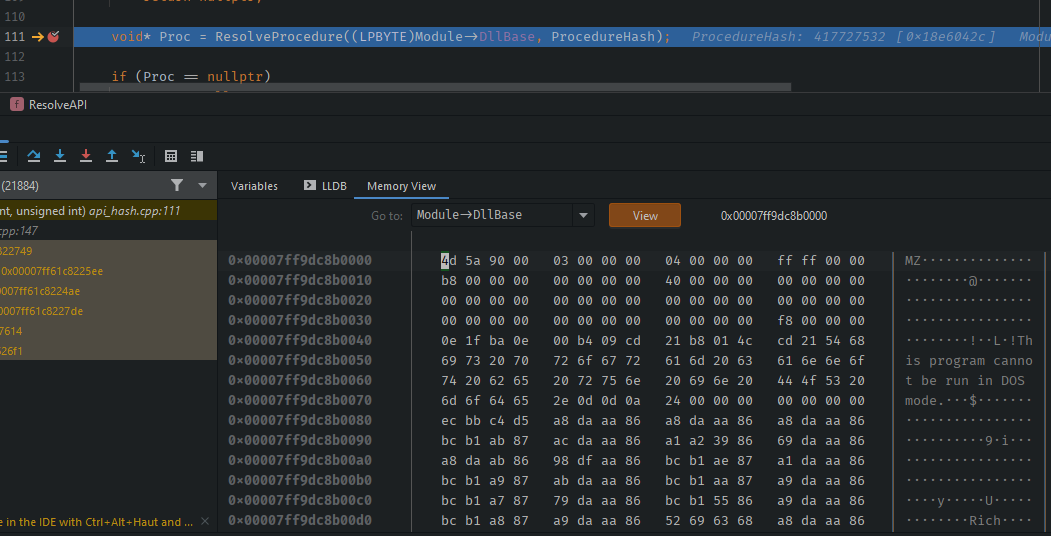 110
111 void* Proc = ResolveProcedure((LPBYTE)Module→DllBase, ProcedureHash); ProcedureHash: 417727532 [0×18e6042c] Modu
112
113 if (Proc == nullptr)
f ResolveAPI
(21884)
Variables LLDB Memory View
nt, unsigned int) api_hash.cpp:111
Go to: Module→DllBase View 0×00007ff9dc8b0000
cpp:147
322749
0x00007ff61c8225ee
00007ff61c8224ae
00007ff61c8227de
7614
526f1
0×00007ff9dc8b0000 4d 5a 90 00 03 00 00 00 04 00 00 00 ff ff 00 00 MZ··············
0×00007ff9dc8b0010 b8 00 00 00 00 00 00 00 40 00 00 00 00 00 00 00 ········@·······
0×00007ff9dc8b0020 00 00 00 00 00 00 00 00 00 00 00 00 00 00 00 00 ················
0×00007ff9dc8b0030 00 00 00 00 00 00 00 00 00 00 00 00 f8 00 00 00 ················
0×00007ff9dc8b0040 0e 1f ba 0e 00 b4 09 cd 21 b8 01 4c cd 21 54 68 ········!··L·!Th
0×00007ff9dc8b0050 69 73 20 70 72 6f 67 72 61 6d 20 63 61 6e 6e 6f is program canno
0×00007ff9dc8b0060 74 20 62 65 20 72 75 6e 20 69 6e 20 44 4f 53 20 t be run in DOS
0×00007ff9dc8b0070 6d 6f 64 65 2e 0d 0d 0a 24 00 00 00 00 00 00 00 mode.···$·······
0×00007ff9dc8b0080 ec bb c4 d5 a8 da aa 86 a8 da aa 86 a8 da aa 86 ················
0×00007ff9dc8b0090 bc b1 ab 87 ac da aa 86 a1 a2 39 86 69 da aa 86 ··········9·i···
0×00007ff9dc8b00a0 a8 da ab 86 98 df aa 86 bc b1 ae 87 a1 da aa 86 ················
0×00007ff9dc8b00b0 bc b1 a9 87 ab da aa 86 bc b1 aa 87 a9 da aa 86 ················
0×00007ff9dc8b00c0 bc b1 a7 87 79 da aa 86 bc b1 55 86 a9 da aa 86 ····y·····U·····
0×00007ff9dc8b00d0 bc b1 a8 87 a9 da aa 86 52 69 63 68 a8 da aa 86 ········Rich····
e in the IDE with Ctrl+Alt+Haut and ...